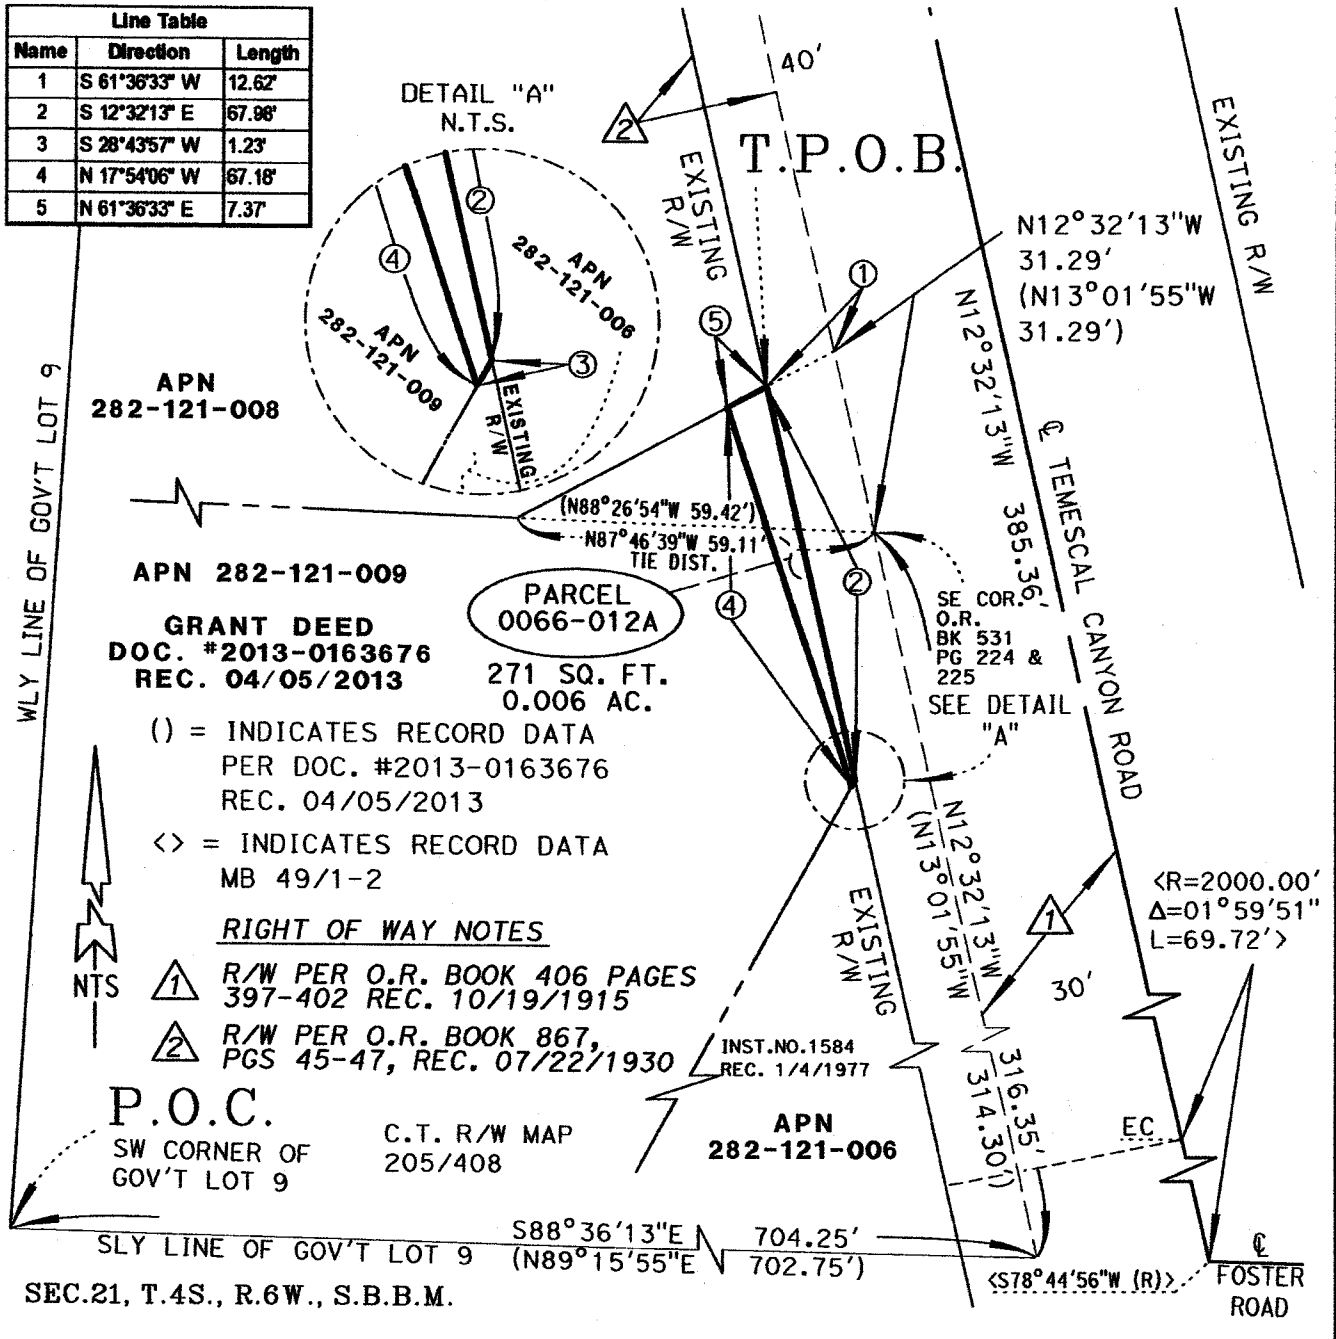 Line Table
Name Direction Length
1 S 61°36'33" W 12.62'
2 S 12°32'13" E 67.98'
3 S 28°43'57" W 1.23'
4 N 17°54'06" W 67.18'
5 N 61°36'33" E 7.37'
DETAIL "A"
N.T.S.
2
4
APN
282-121-006
APN
282-121-009
3
EXISTING
R/W
2
40'
T.P.O.B.
EXISTING
R/W
EXISTING R/W
N12°32'13"W
31.29'
(N13°01'55"W
31.29')
1
5
N12°32'13"W 385.36'
℄ TEMESCAL CANYON ROAD
WLY LINE OF GOV'T LOT 9
APN
282-121-008
(N88°26'54"W 59.42')
N87°46'39"W 59.11'
TIE DIST.
APN 282-121-009
GRANT DEED
DOC. #2013-0163676
REC. 04/05/2013
PARCEL
0066-012A
271 SQ. FT.
0.006 AC.
4
2
SE COR.
O.R.
BK 531
PG 224 &
225
SEE DETAIL
"A"
() = INDICATES RECORD DATA
PER DOC. #2013-0163676
REC. 04/05/2013
<> = INDICATES RECORD DATA
MB 49/1-2
NTS
RIGHT OF WAY NOTES
1 R/W PER O.R. BOOK 406 PAGES
397-402 REC. 10/19/1915
2 R/W PER O.R. BOOK 867,
PGS 45-47, REC. 07/22/1930
EXISTING
R/W
N12°32'13"W 316.35'
(N13°01'55"W 314.30')
1
30'
<R=2000.00'
Δ=01°59'51"
L=69.72'>
INST.NO.1584
REC. 1/4/1977
APN
282-121-006
EC
P.O.C.
SW CORNER OF
GOV'T LOT 9
C.T. R/W MAP
205/408
SLY LINE OF GOV'T LOT 9
S88°36'13"E 704.25'
(N89°15'55"E 702.75')
<S78°44'56"W (R)>
℄
FOSTER
ROAD
SEC.21, T.4S., R.6W., S.B.B.M.